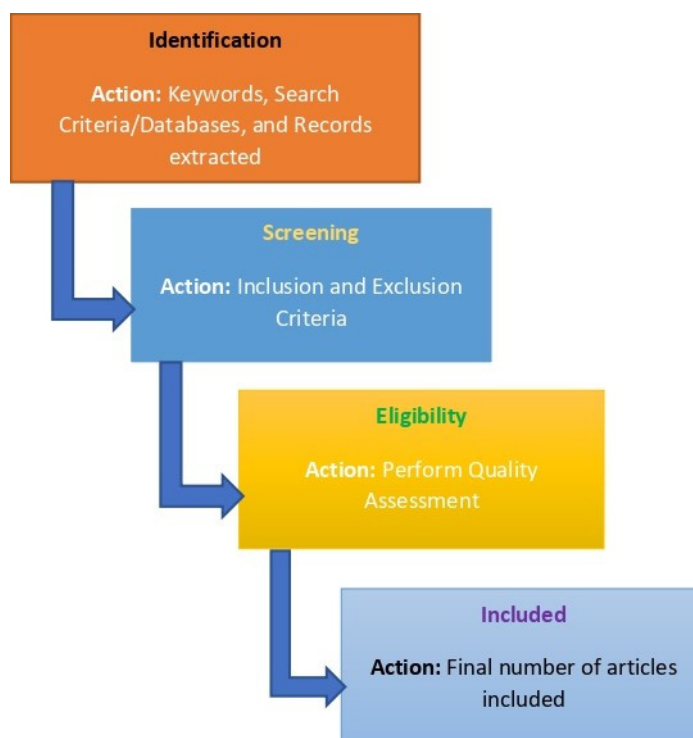 Identification
Action: Keywords, Search
Criteria/Databases, and Records
extracted
Screening
Action: Inclusion and Exclusion
Criteria
Eligibility
Action: Perform Quality
Assessment
Included
Action: Final number of articles
included